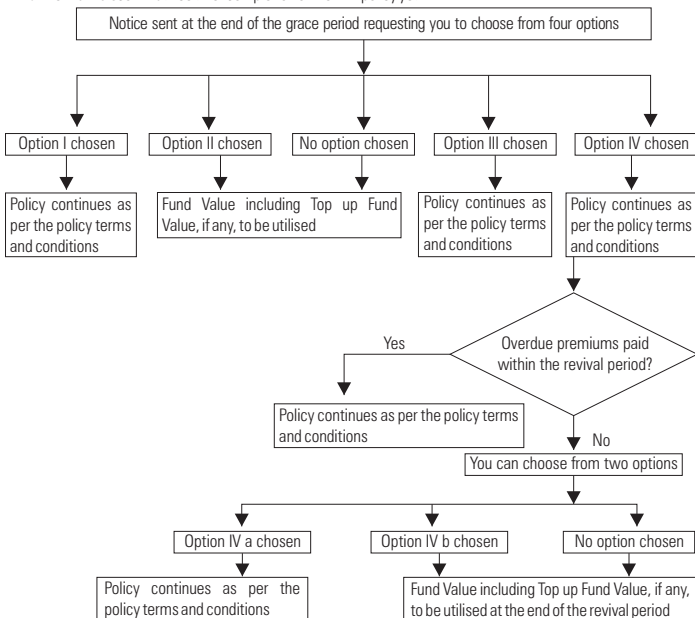 Notice sent at the end of the grace period requesting you to choose from four options
Option I chosen
Option II chosen
No option chosen
Option III chosen
Option IV chosen
Policy continues as
per the policy terms
and conditions
Fund Value including Top up Fund
Value, if any, to be utilised
Policy continues as
per the policy terms
and conditions
Policy continues as
per the policy terms
and conditions
Overdue premiums paid
within the revival period?
Yes
Policy continues as per the policy terms
and conditions
No
You can choose from two options
Option IV a chosen
Option IV b chosen
No option chosen
Policy continues as per the
policy terms and conditions
Fund Value including Top up Fund Value, if any,
to be utilised at the end of the revival period